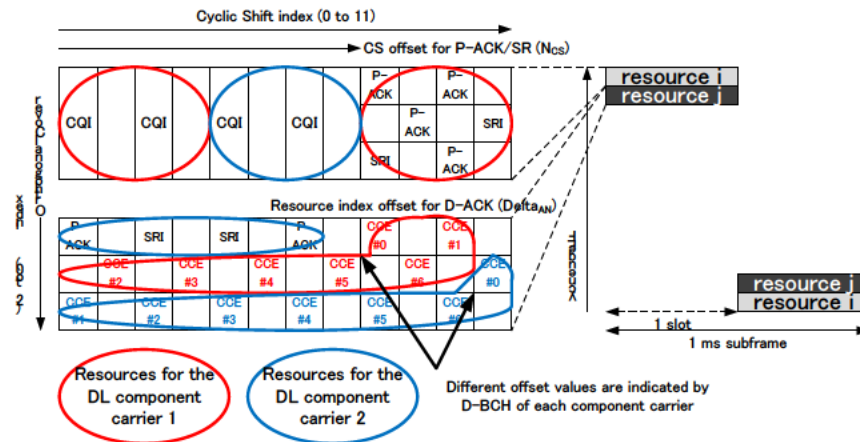 Cyclic Shift index (0 to 11)
CS offset for P-ACK/SR (NCS)
P-
ACK
P-
ACK
CQI
CQI
CQI
CQI
P-
ACK
SRI
SRI
P-
ACK
resource i
resource j
Resource index offset for D-ACK (DeltaAN)
P-
ACK
SRI
SRI
P-
ACK
CCE
#0
CCE
#1
CCE
#2
CCE
#3
CCE
#4
CCE
#5
CCE
#6
CCE
#0
CCE
#1
CCE
#2
CCE
#3
CCE
#4
CCE
#5
CCE
resource j
resource i
1 slot
1 ms subframe
Resources for the
DL component
carrier 1
Resources for the
DL component
carrier 2
Different offset values are indicated by
D-BCH of each component carrier